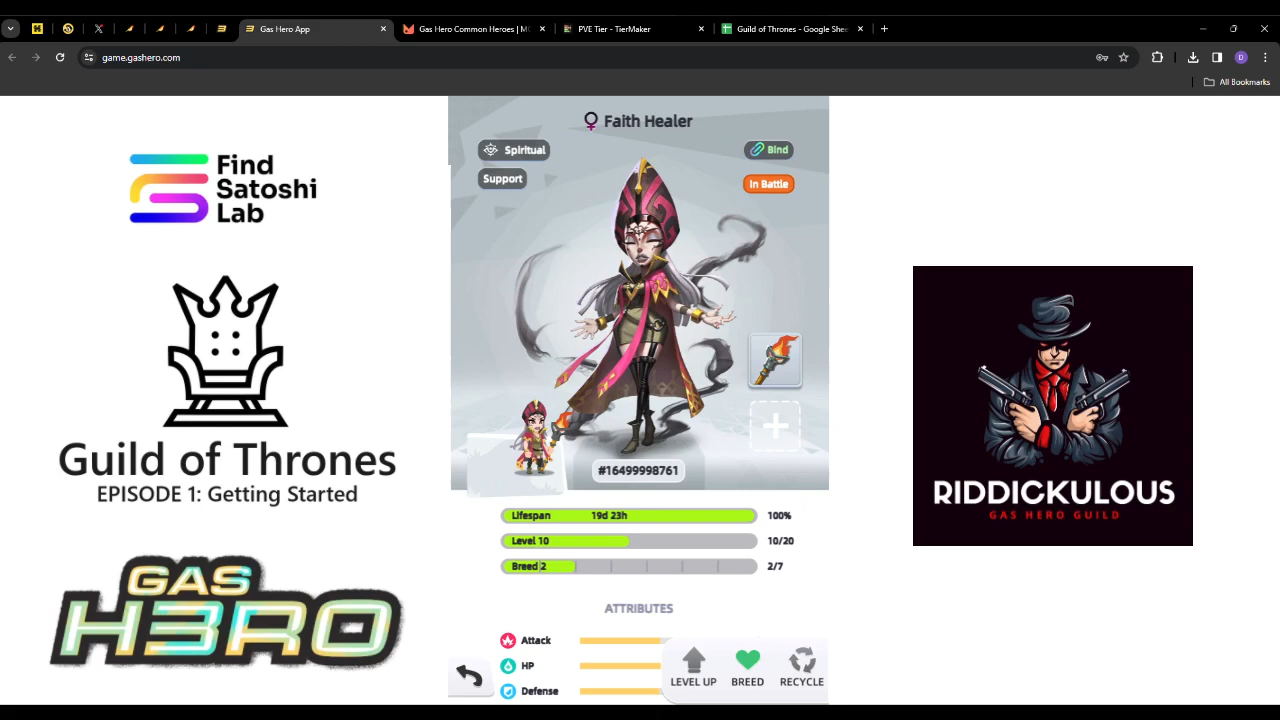 Gas Hero App
Gas Hero Common Heroes | M
PVE Tier - TierMaker
Guild of Thrones - Google Shee
game.gashero.com
All Bookmarks
Find
Satoshi
Lab
Guild of Thrones
EPISODE 1: Getting Started
GAS
H3RO
Faith Healer
Spiritual
Bind
Support
In Battle
#16499998761
Lifespan 19d 23h 100%
Level 10 10/20
Breed 2 2/7
ATTRIBUTES
Attack
HP
Defense
LEVEL UP BREED RECYCLE
RIDDICKULOUS
GAS HERO GUILD